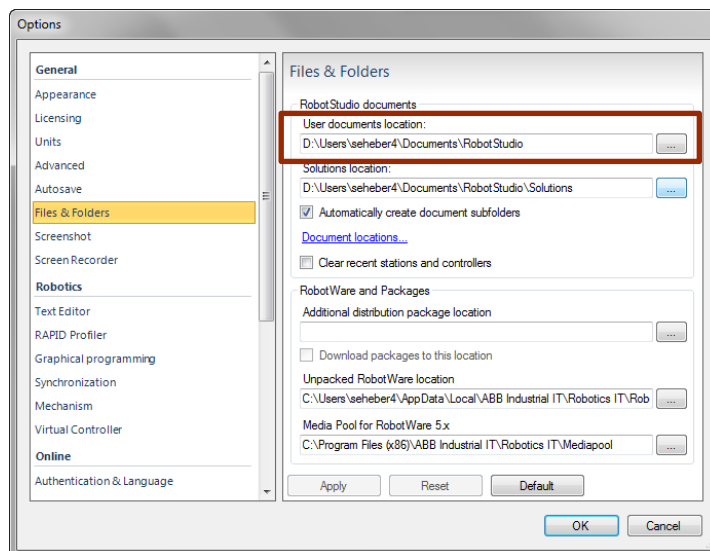 Options
General
Appearance
Licensing
Units
Advanced
Autosave
Files & Folders
Screenshot
Screen Recorder
Robotics
Text Editor
RAPID Profiler
Graphical programming
Synchronization
Mechanism
Virtual Controller
Online
Authentication & Language
Files & Folders
RobotStudio documents
User documents location:
D:\Users\seheber4\Documents\RobotStudio
...
Solutions location:
D:\Users\seheber4\Documents\RobotStudio\Solutions
...
Automatically create document subfolders
Document locations...
Clear recent stations and controllers
RobotWare and Packages
Additional distribution package location
...
Download packages to this location
Unpacked RobotWare location
C:\Users\seheber4\AppData\Local\ABB Industrial IT\Robotics IT\Rob
...
Media Pool for RobotWare 5.x
C:\Program Files (x86)\ABB Industrial IT\Robotics IT\Mediapool
...
Apply
Reset
Default
OK
Cancel